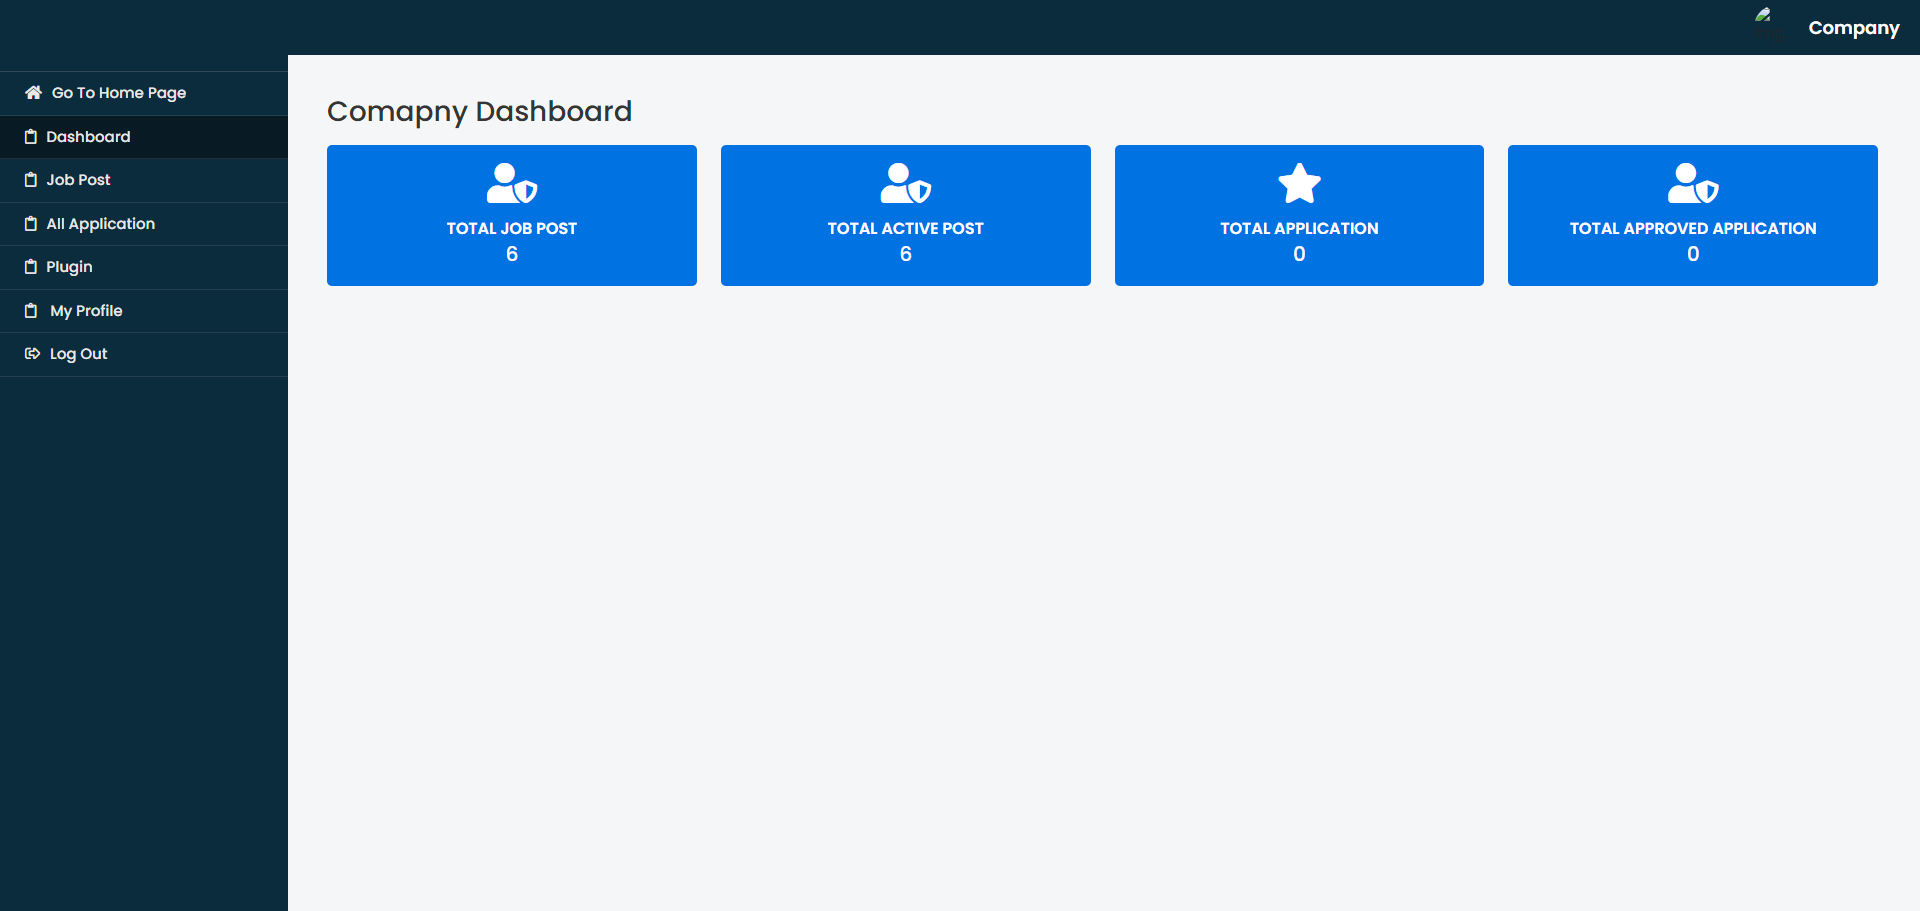 Company
Go To Home Page
Dashboard
Job Post
All Application
Plugin
My Profile
Log Out
Comapny Dashboard
TOTAL JOB POST
6
TOTAL ACTIVE POST
6
TOTAL APPLICATION
0
TOTAL APPROVED APPLICATION
0